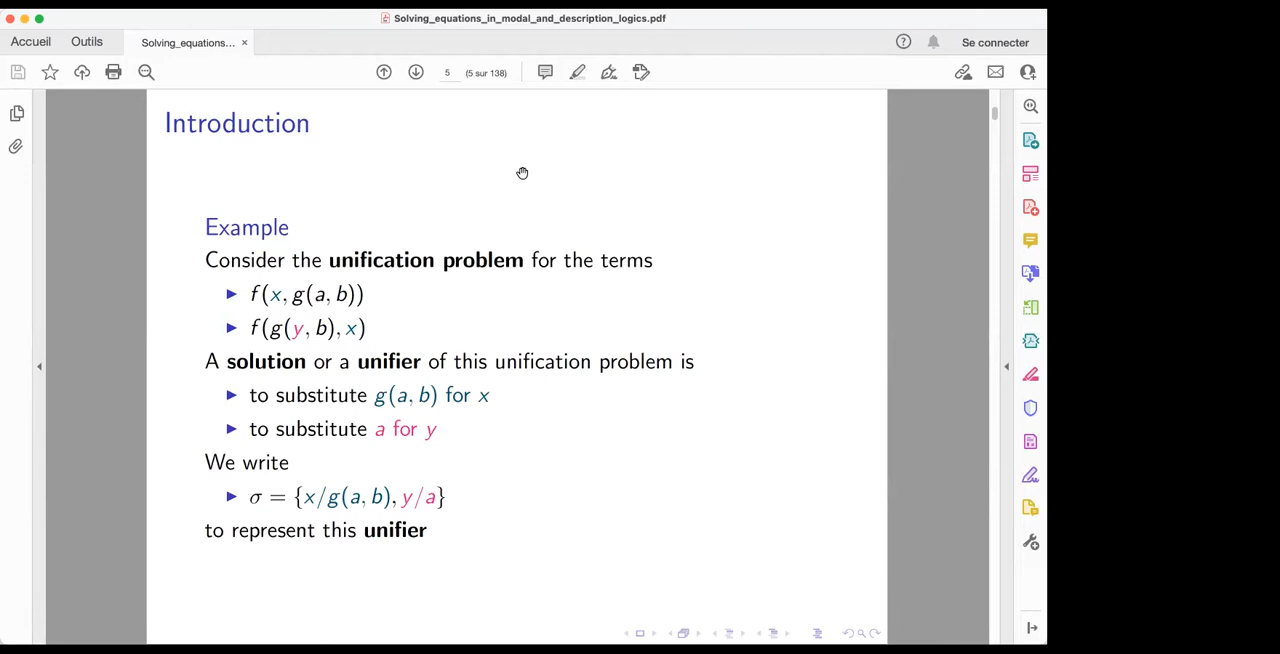 Solving_equations_in_modal_and_description_logics.pdf
Accueil Outils Solving_equations... × ? Se connecter
5 (5 sur 138)
Introduction
Example
Consider the unification problem for the terms
▶ f(x, g(a, b))
▶ f(g(y, b), x)
A solution or a unifier of this unification problem is
▶ to substitute g(a, b) for x
▶ to substitute a for y
We write
▶ σ = {x/g(a, b), y/a}
to represent this unifier